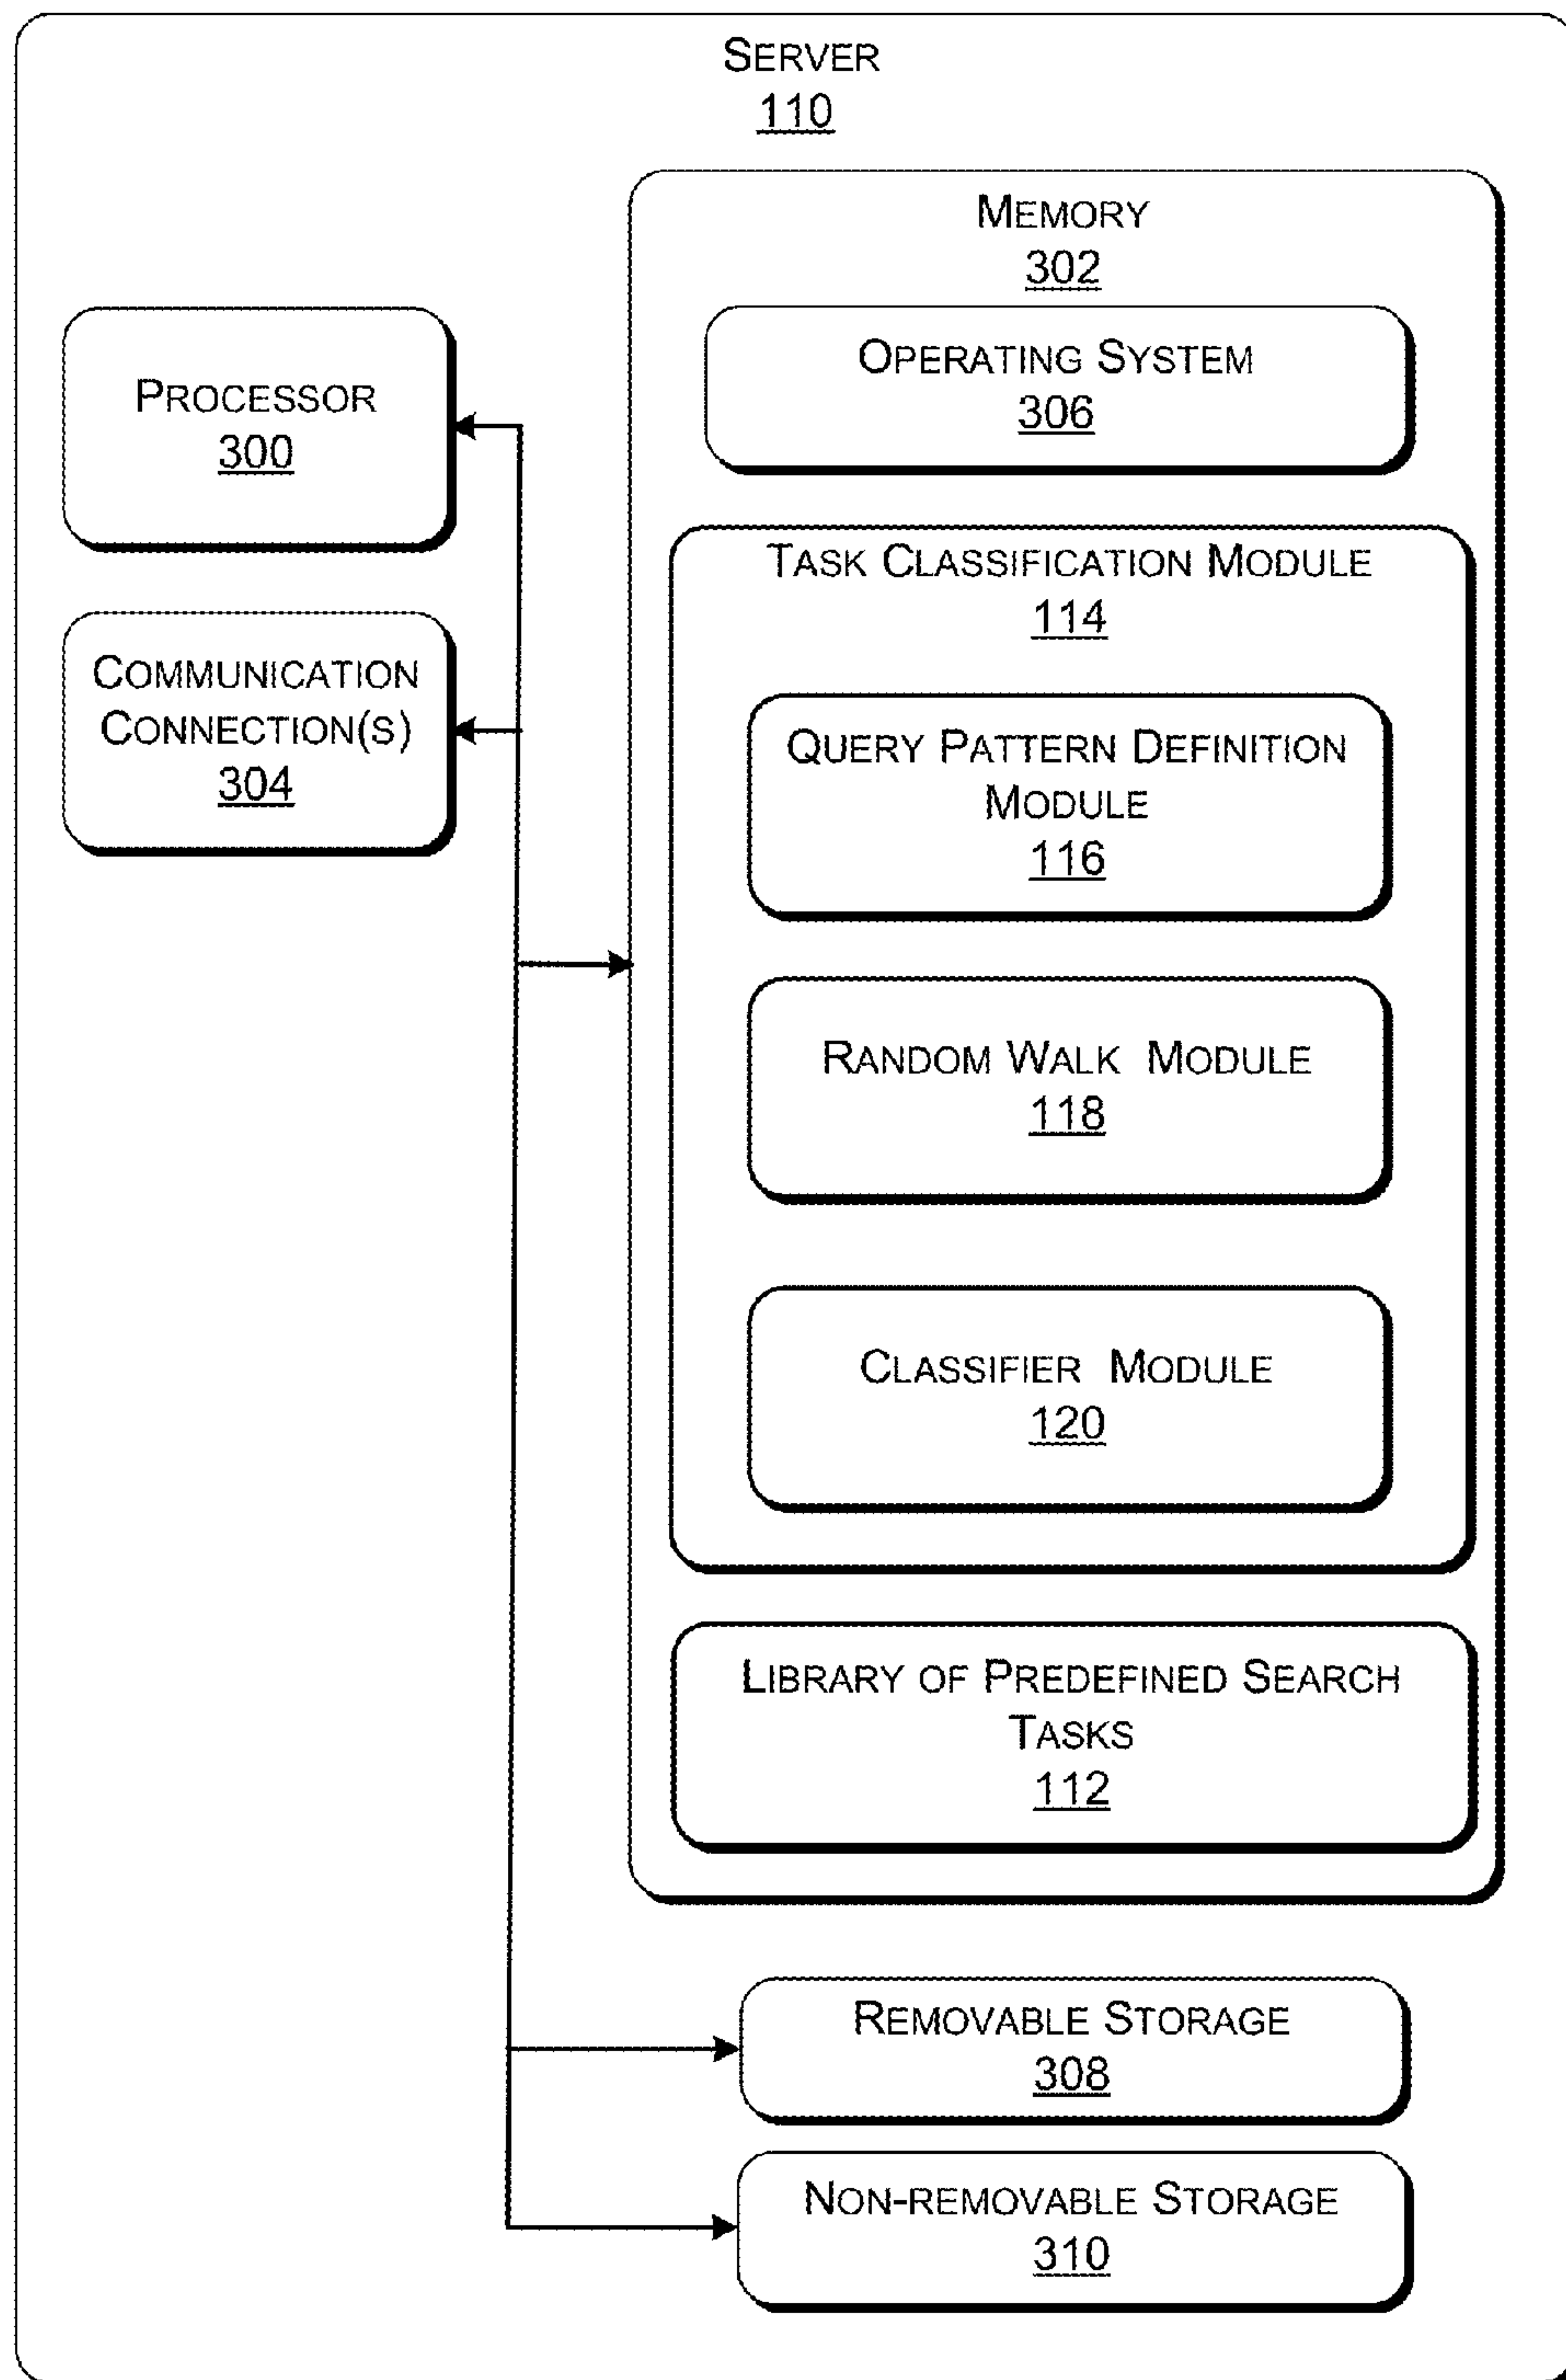 SERVER
110
MEMORY
302
OPERATING SYSTEM
306
PROCESSOR
300
TASK CLASSIFICATION MODULE
114
COMMUNICATION
CONNECTION(S)
304
QUERY PATTERN DEFINITION
MODULE
116
RANDOM WALK MODULE
118
CLASSIFIER MODULE
120
LIBRARY OF PREDEFINED SEARCH
TASKS
112
REMOVABLE STORAGE
308
NON-REMOVABLE STORAGE
310